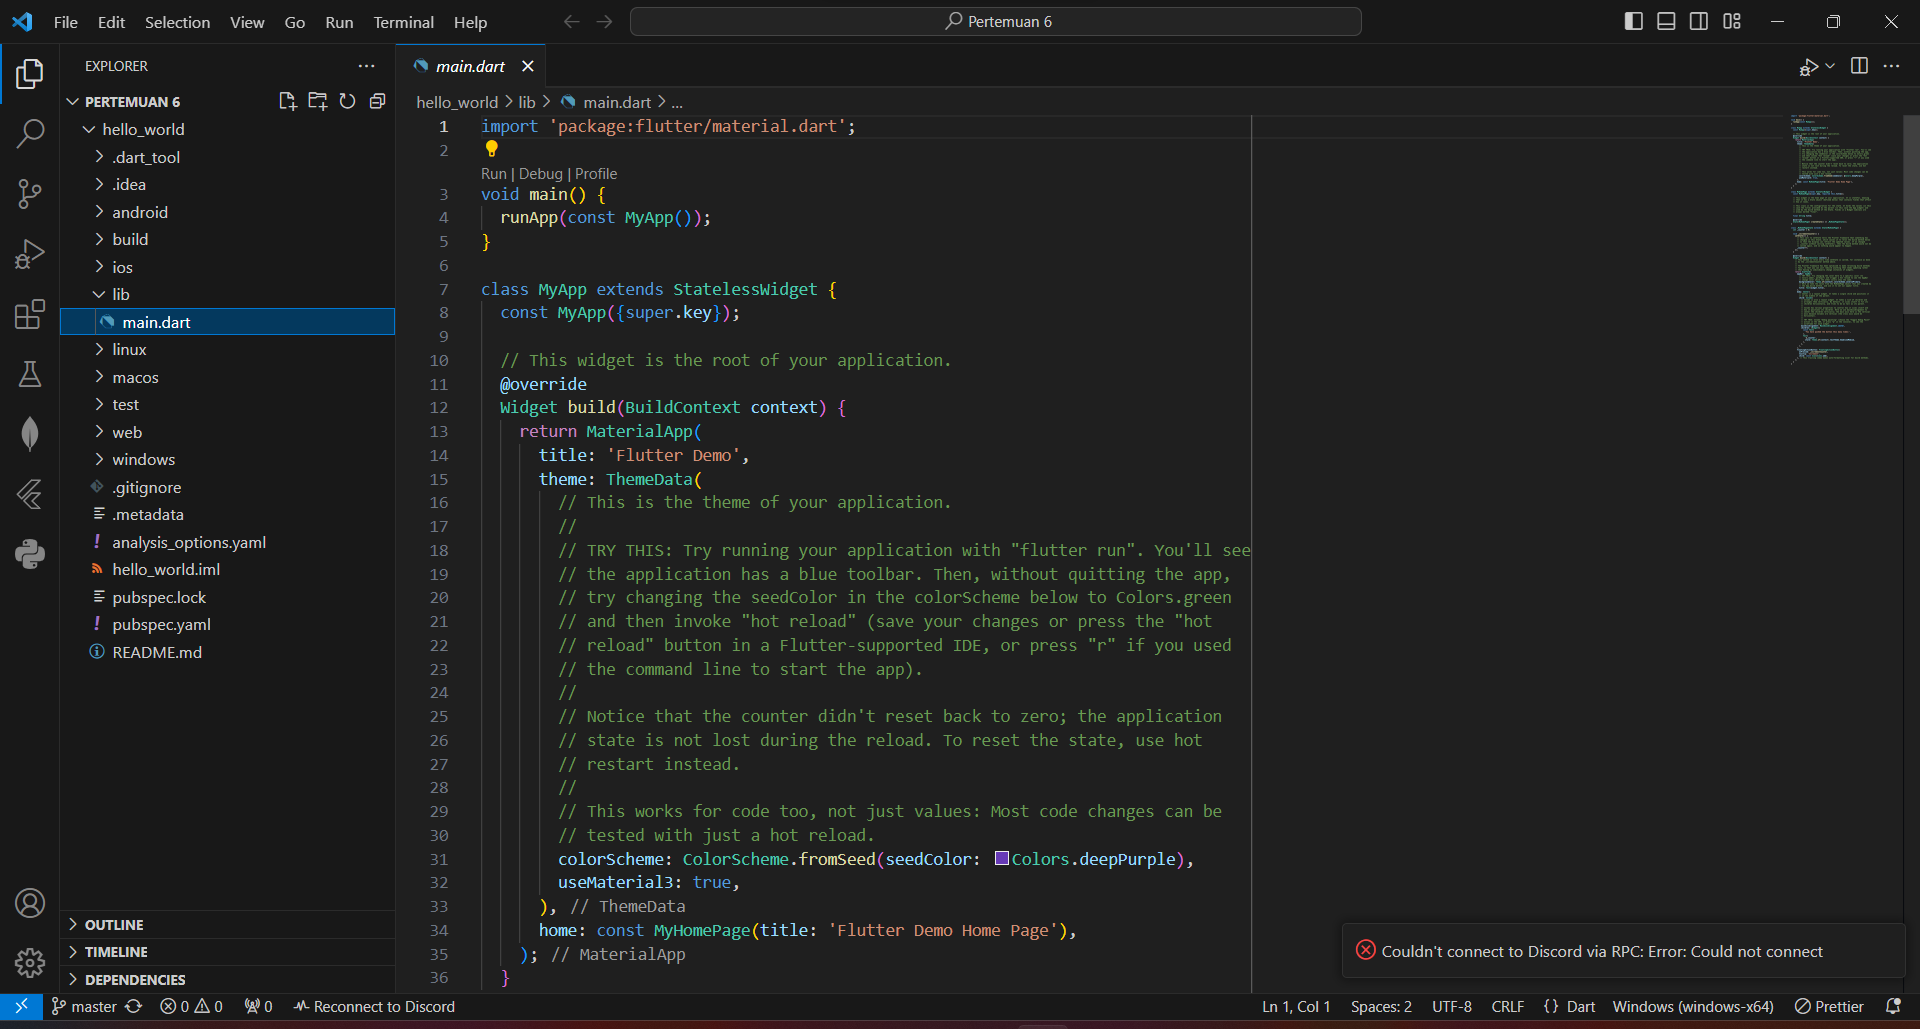 File Edit Selection View Go Run Terminal Help
Pertemuan 6
EXPLORER
PERTEMUAN 6
hello_world
.dart_tool
.idea
android
build
ios
lib
main.dart
linux
macos
test
web
windows
.gitignore
.metadata
analysis_options.yaml
hello_world.iml
pubspec.lock
pubspec.yaml
README.md
OUTLINE
TIMELINE
DEPENDENCIES
main.dart
hello_world > lib > main.dart > ...
1 import 'package:flutter/material.dart';
2
Run | Debug | Profile
3 void main() {
4 runApp(const MyApp());
5 }
6
7 class MyApp extends StatelessWidget {
8 const MyApp({super.key});
9
10 // This widget is the root of your application.
11 @override
12 Widget build(BuildContext context) {
13 return MaterialApp(
14 title: 'Flutter Demo',
15 theme: ThemeData(
16 // This is the theme of your application.
17 //
18 // TRY THIS: Try running your application with "flutter run". You'll see
19 // the application has a blue toolbar. Then, without quitting the app,
20 // try changing the seedColor in the colorScheme below to Colors.green
21 // and then invoke "hot reload" (save your changes or press the "hot
22 // reload" button in a Flutter-supported IDE, or press "r" if you used
23 // the command line to start the app).
24 //
25 // Notice that the counter didn't reset back to zero; the application
26 // state is not lost during the reload. To reset the state, use hot
27 // restart instead.
28 //
29 // This works for code too, not just values: Most code changes can be
30 // tested with just a hot reload.
31 colorScheme: ColorScheme.fromSeed(seedColor: Colors.deepPurple),
32 useMaterial3: true,
33 ), // ThemeData
34 home: const MyHomePage(title: 'Flutter Demo Home Page'),
35 ); // MaterialApp
36 }
Couldn't connect to Discord via RPC: Error: Could not connect
master 0 0 0 Reconnect to Discord
Ln 1, Col 1 Spaces: 2 UTF-8 CRLF {} Dart Windows (windows-x64) Prettier